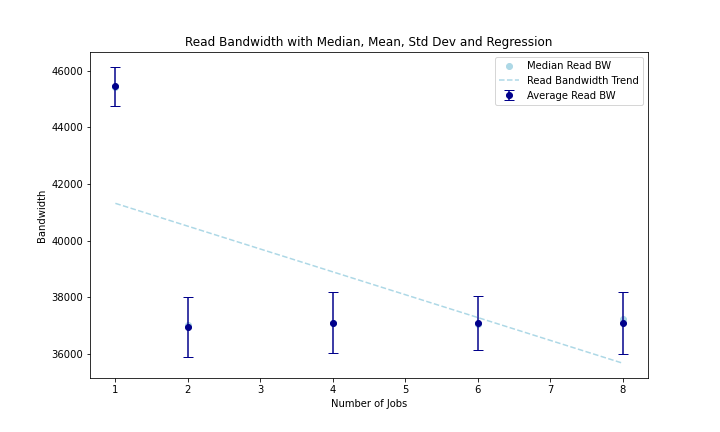 Read Bandwidth with Median, Mean, Std Dev and Regression
Median Read BW
Read Bandwidth Trend
Average Read BW
46000
44000
42000
40000
38000
36000
Bandwidth
1 2 3 4 5 6 7 8
Number of Jobs